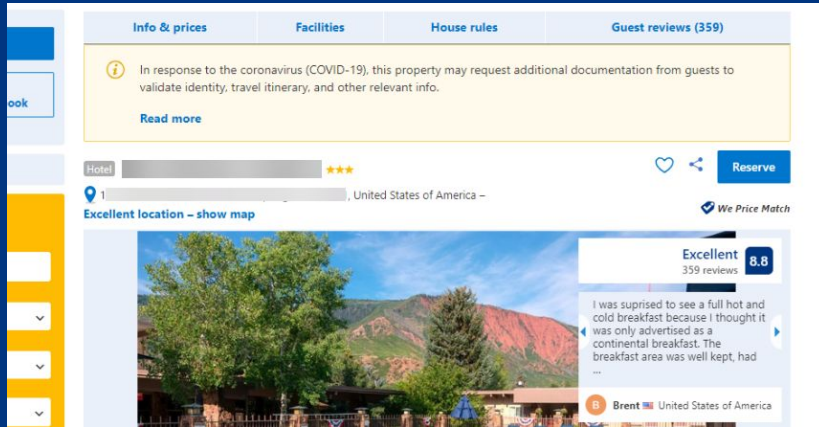 Info & prices
Facilities
House rules
Guest reviews (359)
In response to the coronavirus (COVID-19), this property may request additional documentation from guests to
validate identity, travel itinerary, and other relevant info.
Read more
ook
Hotel
Reserve
1
, United States of America –
Excellent location – show map
We Price Match
Excellent
8.8
359 reviews
I was suprised to see a full hot and
cold breakfast because I thought it
was only advertised as a
continental breakfast. The
breakfast area was well kept, had
...
B
Brent
United States of America